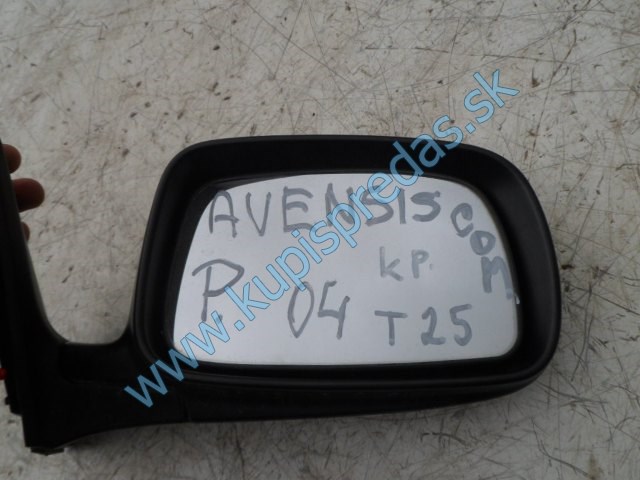 AVENSIS COM.
P. 04 KP. T25
www.kupispredas.sk